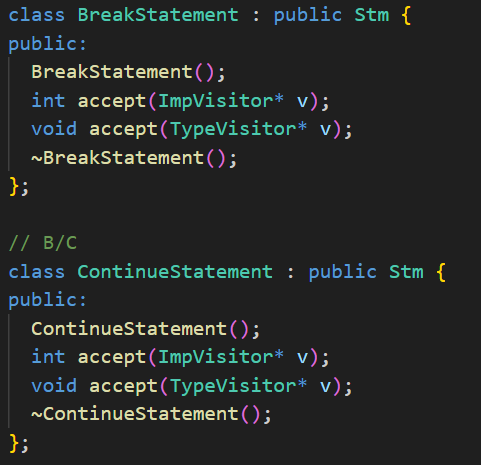 class BreakStatement : public Stm {
public:
  BreakStatement();
  int accept(ImpVisitor* v);
  void accept(TypeVisitor* v);
  ~BreakStatement();
};

// B/C
class ContinueStatement : public Stm {
public:
  ContinueStatement();
  int accept(ImpVisitor* v);
  void accept(TypeVisitor* v);
  ~ContinueStatement();
};